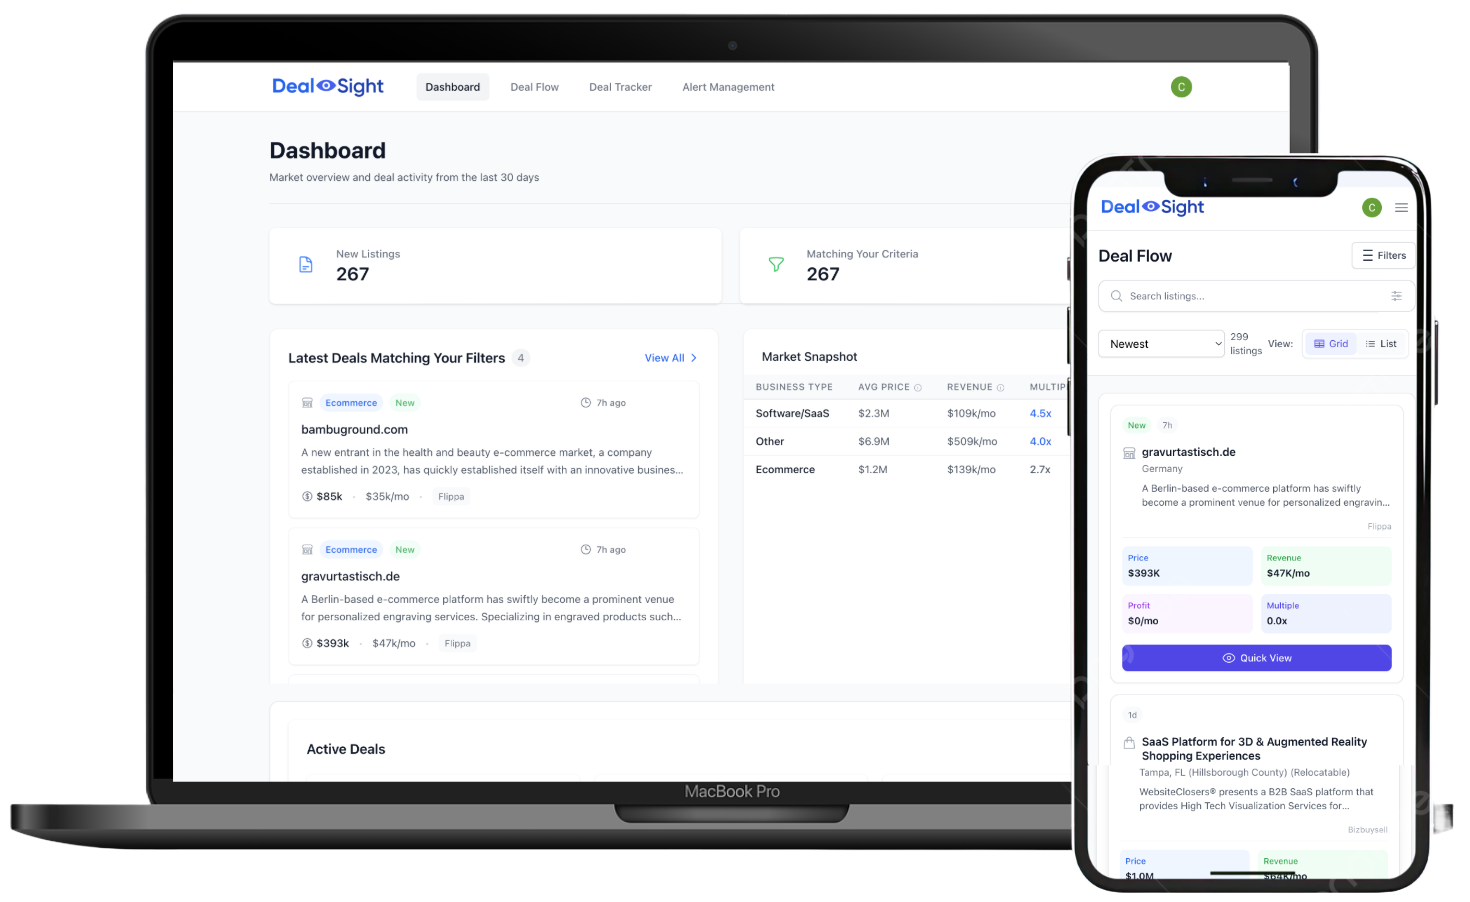 Deal Sight
Dashboard
Deal Flow
Deal Tracker
Alert Management
C
Dashboard
Market overview and deal activity from the last 30 days
New Listings
267
Matching Your Criteria
267
Latest Deals Matching Your Filters 4
View All
Ecommerce New 7h ago
bambuground.com
A new entrant in the health and beauty e-commerce market, a company
established in 2023, has quickly established itself with an innovative busines...
$85k · $35k/mo · Flippa
Ecommerce New 7h ago
gravurtastisch.de
A Berlin-based e-commerce platform has swiftly become a prominent venue
for personalized engraving services. Specializing in engraved products such...
$393k · $47k/mo · Flippa
Market Snapshot
BUSINESS TYPE AVG PRICE REVENUE MULTIP
Software/SaaS $2.3M $109k/mo 4.5x
Other $6.9M $509k/mo 4.0x
Ecommerce $1.2M $139k/mo 2.7x
Active Deals
MacBook Pro
Deal Sight
C
Deal Flow
Filters
Search listings...
Newest
299
listings
View:
Grid
List
New 7h
gravurtastisch.de
Germany
A Berlin-based e-commerce platform has swiftly
become a prominent venue for personalized engravin...
Flippa
Price
$393K
Revenue
$47K/mo
Profit
$0/mo
Multiple
0.0x
Quick View
1d
SaaS Platform for 3D & Augmented Reality
Shopping Experiences
Tampa, FL (Hillsborough County) (Relocatable)
WebsiteClosers® presents a B2B SaaS platform that
provides High Tech Visualization Services for...
Bizbuysell
Price
$1.0M
Revenue
$64K/mo